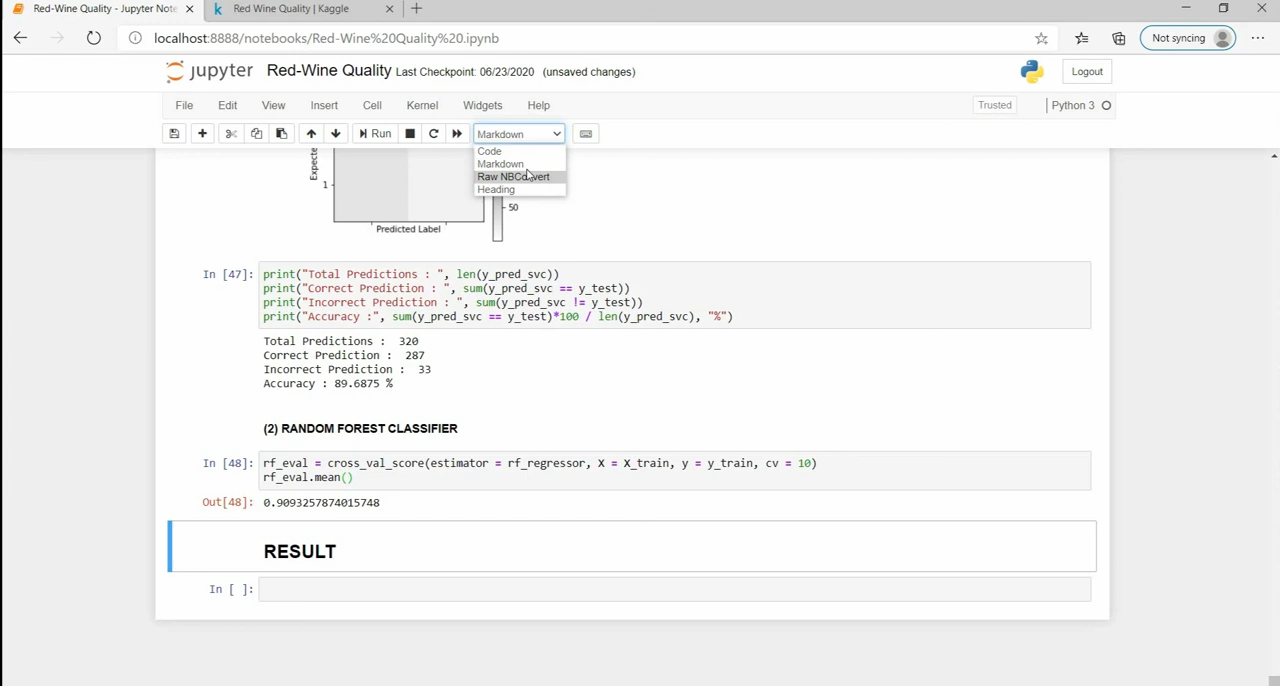 Red-Wine Quality - Jupyter Note
Red Wine Quality | Kaggle
localhost:8888/notebooks/Red-Wine%20Quality%20.ipynb
Not syncing
jupyter Red-Wine Quality Last Checkpoint: 06/23/2020 (unsaved changes)
Logout
File Edit View Insert Cell Kernel Widgets Help
Trusted
Python 3
Run
Markdown
Code
Markdown
Raw NBConvert
Heading
Expecte
1
50
Predicted Label
In [47]: print("Total Predictions : ", len(y_pred_svc))
print("Correct Prediction : ", sum(y_pred_svc == y_test))
print("Incorrect Prediction : ", sum(y_pred_svc != y_test))
print("Accuracy :", sum(y_pred_svc == y_test)*100 / len(y_pred_svc), "%")
Total Predictions :  320
Correct Prediction :  287
Incorrect Prediction :  33
Accuracy : 89.6875 %
(2) RANDOM FOREST CLASSIFIER
In [48]: rf_eval = cross_val_score(estimator = rf_regressor, X = X_train, y = y_train, cv = 10)
rf_eval.mean()
Out[48]: 0.9093257874015748
RESULT
In [ ]: